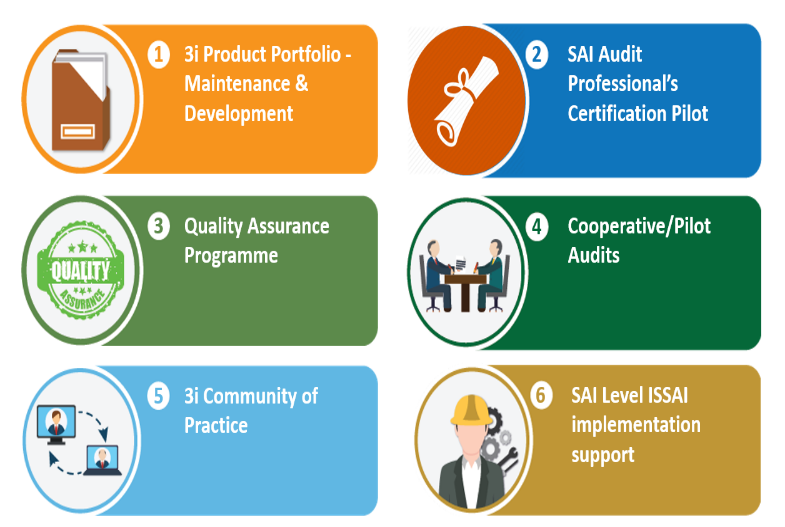 1
3i Product Portfolio -
Maintenance &
Development
2
SAI Audit
Professional's
Certification Pilot
3
Quality Assurance
Programme
QUALITY
ASSURANCE
4
Cooperative/Pilot
Audits
5
3i Community of
Practice
6
SAI Level ISSAI
implementation
support